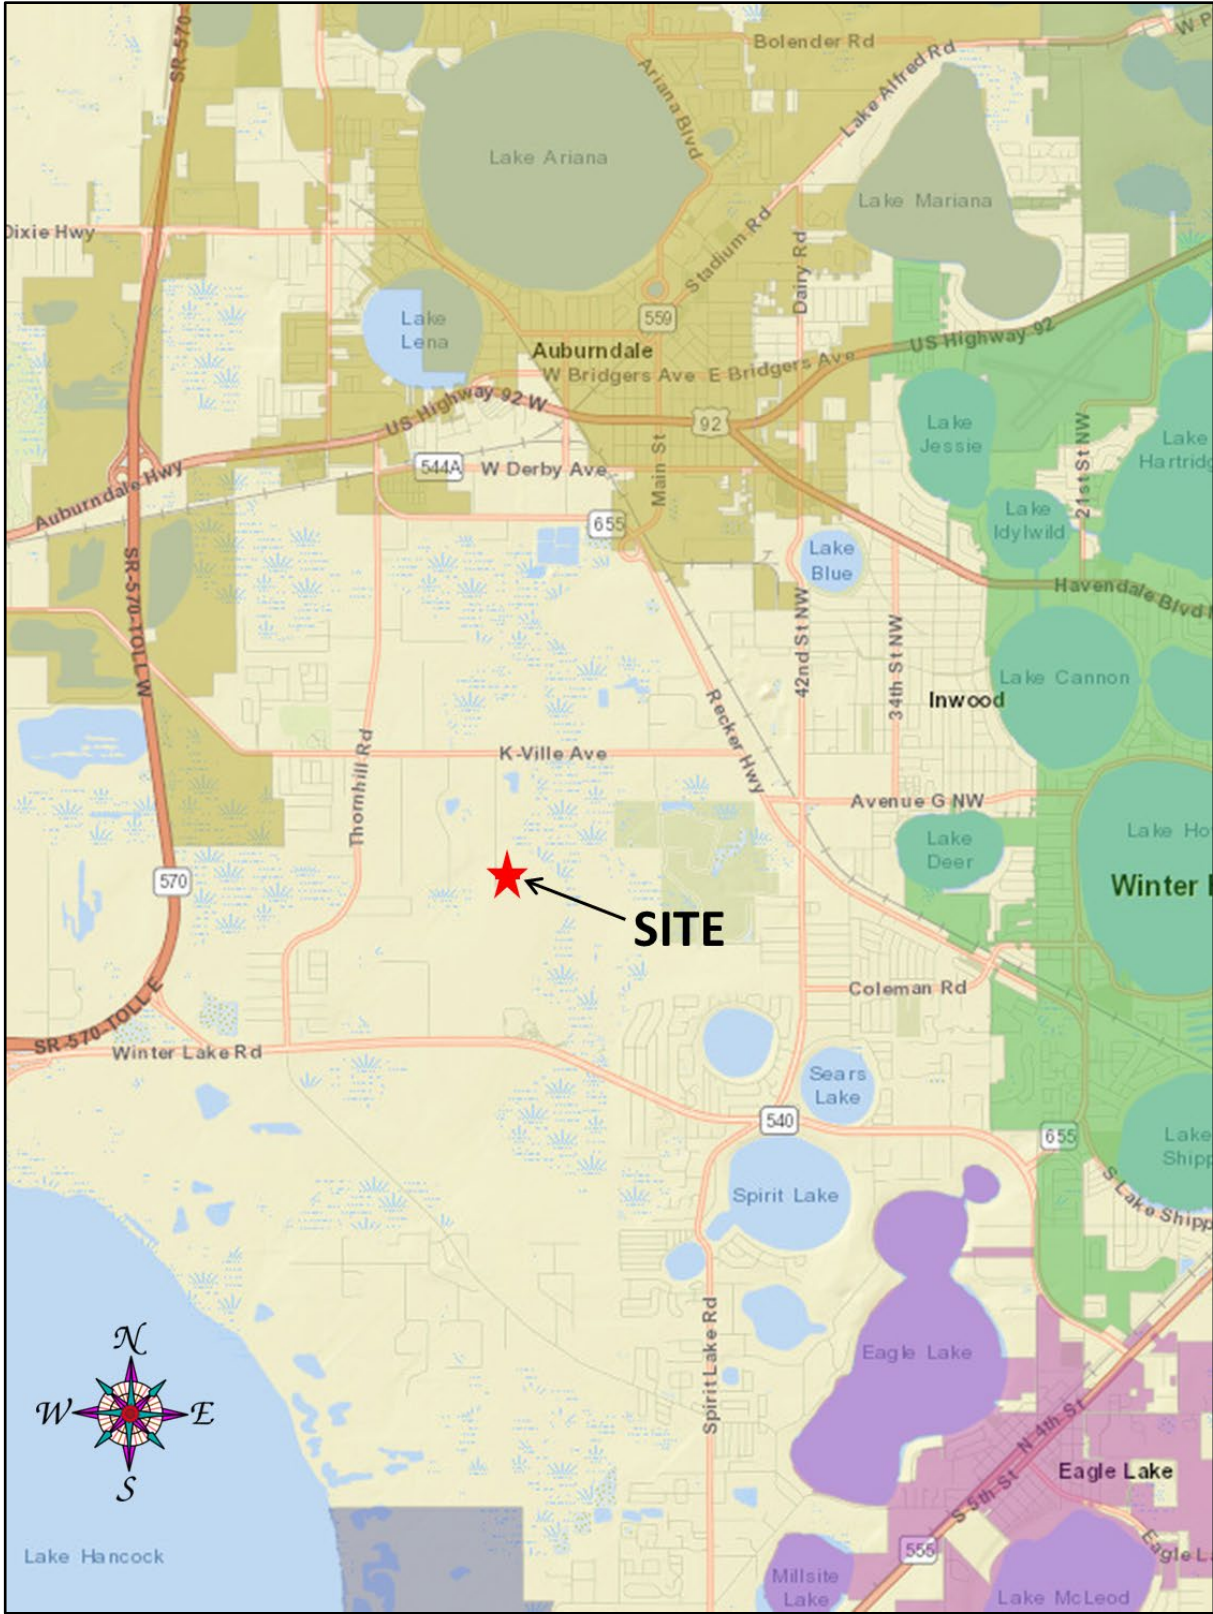 SR-570
Bolender Rd
W P
Ariana Blvd
Lake Alfred Rd
Lake Ariana
Lake Mariana
Dixie Hwy
Stadium Rd
Dairy Rd
Lake
Lena
559
US Highway 92
Auburndale
W Bridgers Ave
E Bridgers Ave
US Highway 92 W
92
Lake
Jessie
21st St NW
Lake
Hartridg
Auburndale Hwy
544A
W Derby Ave
Main St
655
Lake
Idylwild
Lake
Blue
SR-570-TOLL W
Havendale Blvd
42nd St NW
34th St NW
Lake Cannon
Inwood
Recker Hwy
Thornhill Rd
K-Ville Ave
Avenue G NW
Lake
Deer
Lake Ho
Winter
570
SITE
Coleman Rd
SR-570-TOLL E
Winter Lake Rd
Sears
Lake
540
655
Lake
Shipp
S Lake Shipp
Spirit Lake
Spirit Lake Rd
Eagle Lake
N
W
E
S
N 4th St
S 5th St
Eagle Lake
555
Eagle L
Lake Hancock
Millsite
Lake
Lake McLeod